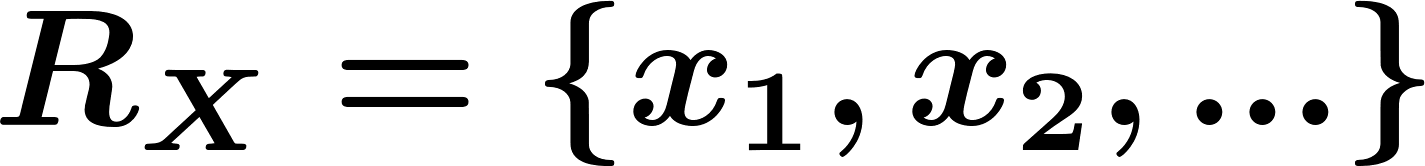 R_X = {x_1, x_2, ...}